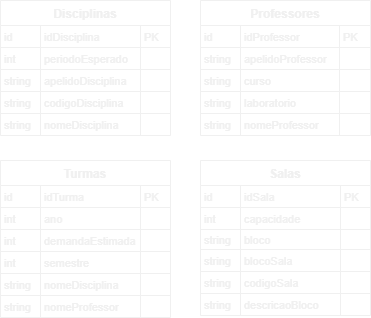 Disciplinas
id idDisciplina PK
int periodoEsperado
string apelidoDisciplina
string codigoDisciplina
string nomeDisciplina
Professores
id idProfessor PK
string apelidoProfessor
string curso
string laboratorio
string nomeProfessor
Turmas
id idTurma PK
int ano
int demandaEstimada
int semestre
string nomeDisciplina
string nomeProfessor
Salas
id idSala PK
int capacidade
string bloco
string blocoSala
string codigoSala
string descricaoBloco